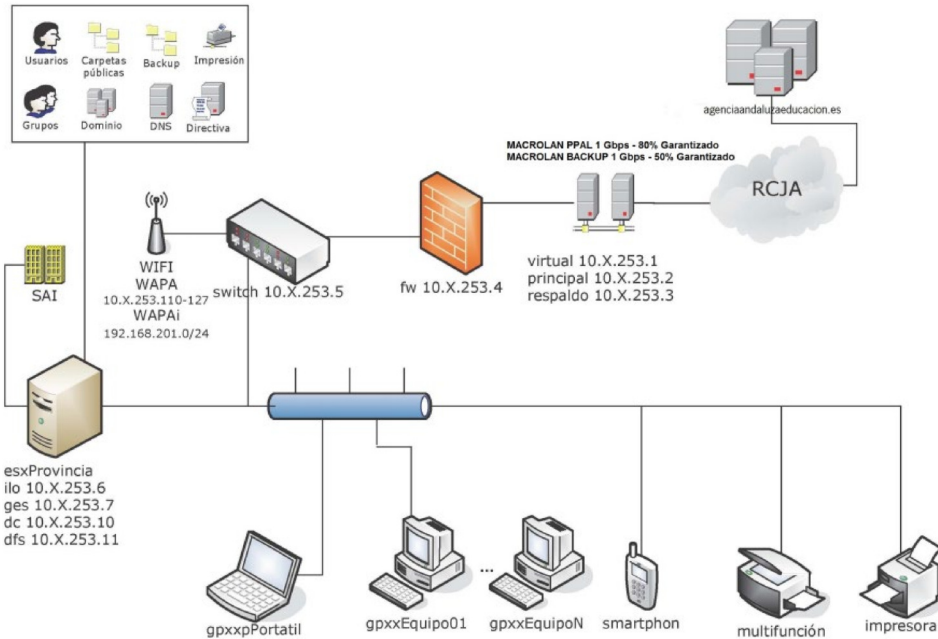 Usuarios
Carpetas
públicas
Backup
Impresión
Grupos
Dominio
DNS
Directiva
agenciaandaluzaeducacion.es
MACROLAN PPAL 1 Gbps - 80% Garantizado
MACROLAN BACKUP 1 Gbps - 50% Garantizado
RCJA
WIFI
WAPA
10.X.253.110-127
WAPAi
192.168.201.0/24
switch 10.X.253.5
fw 10.X.253.4
virtual 10.X.253.1
principal 10.X.253.2
respaldo 10.X.253.3
SAI
esxProvincia
ilo 10.X.253.6
ges 10.X.253.7
dc 10.X.253.10
dfs 10.X.253.11
gpxxpPortatil
gpxxEquipo01
...
gpxxEquipoN
smartphon
multifunción
impresora